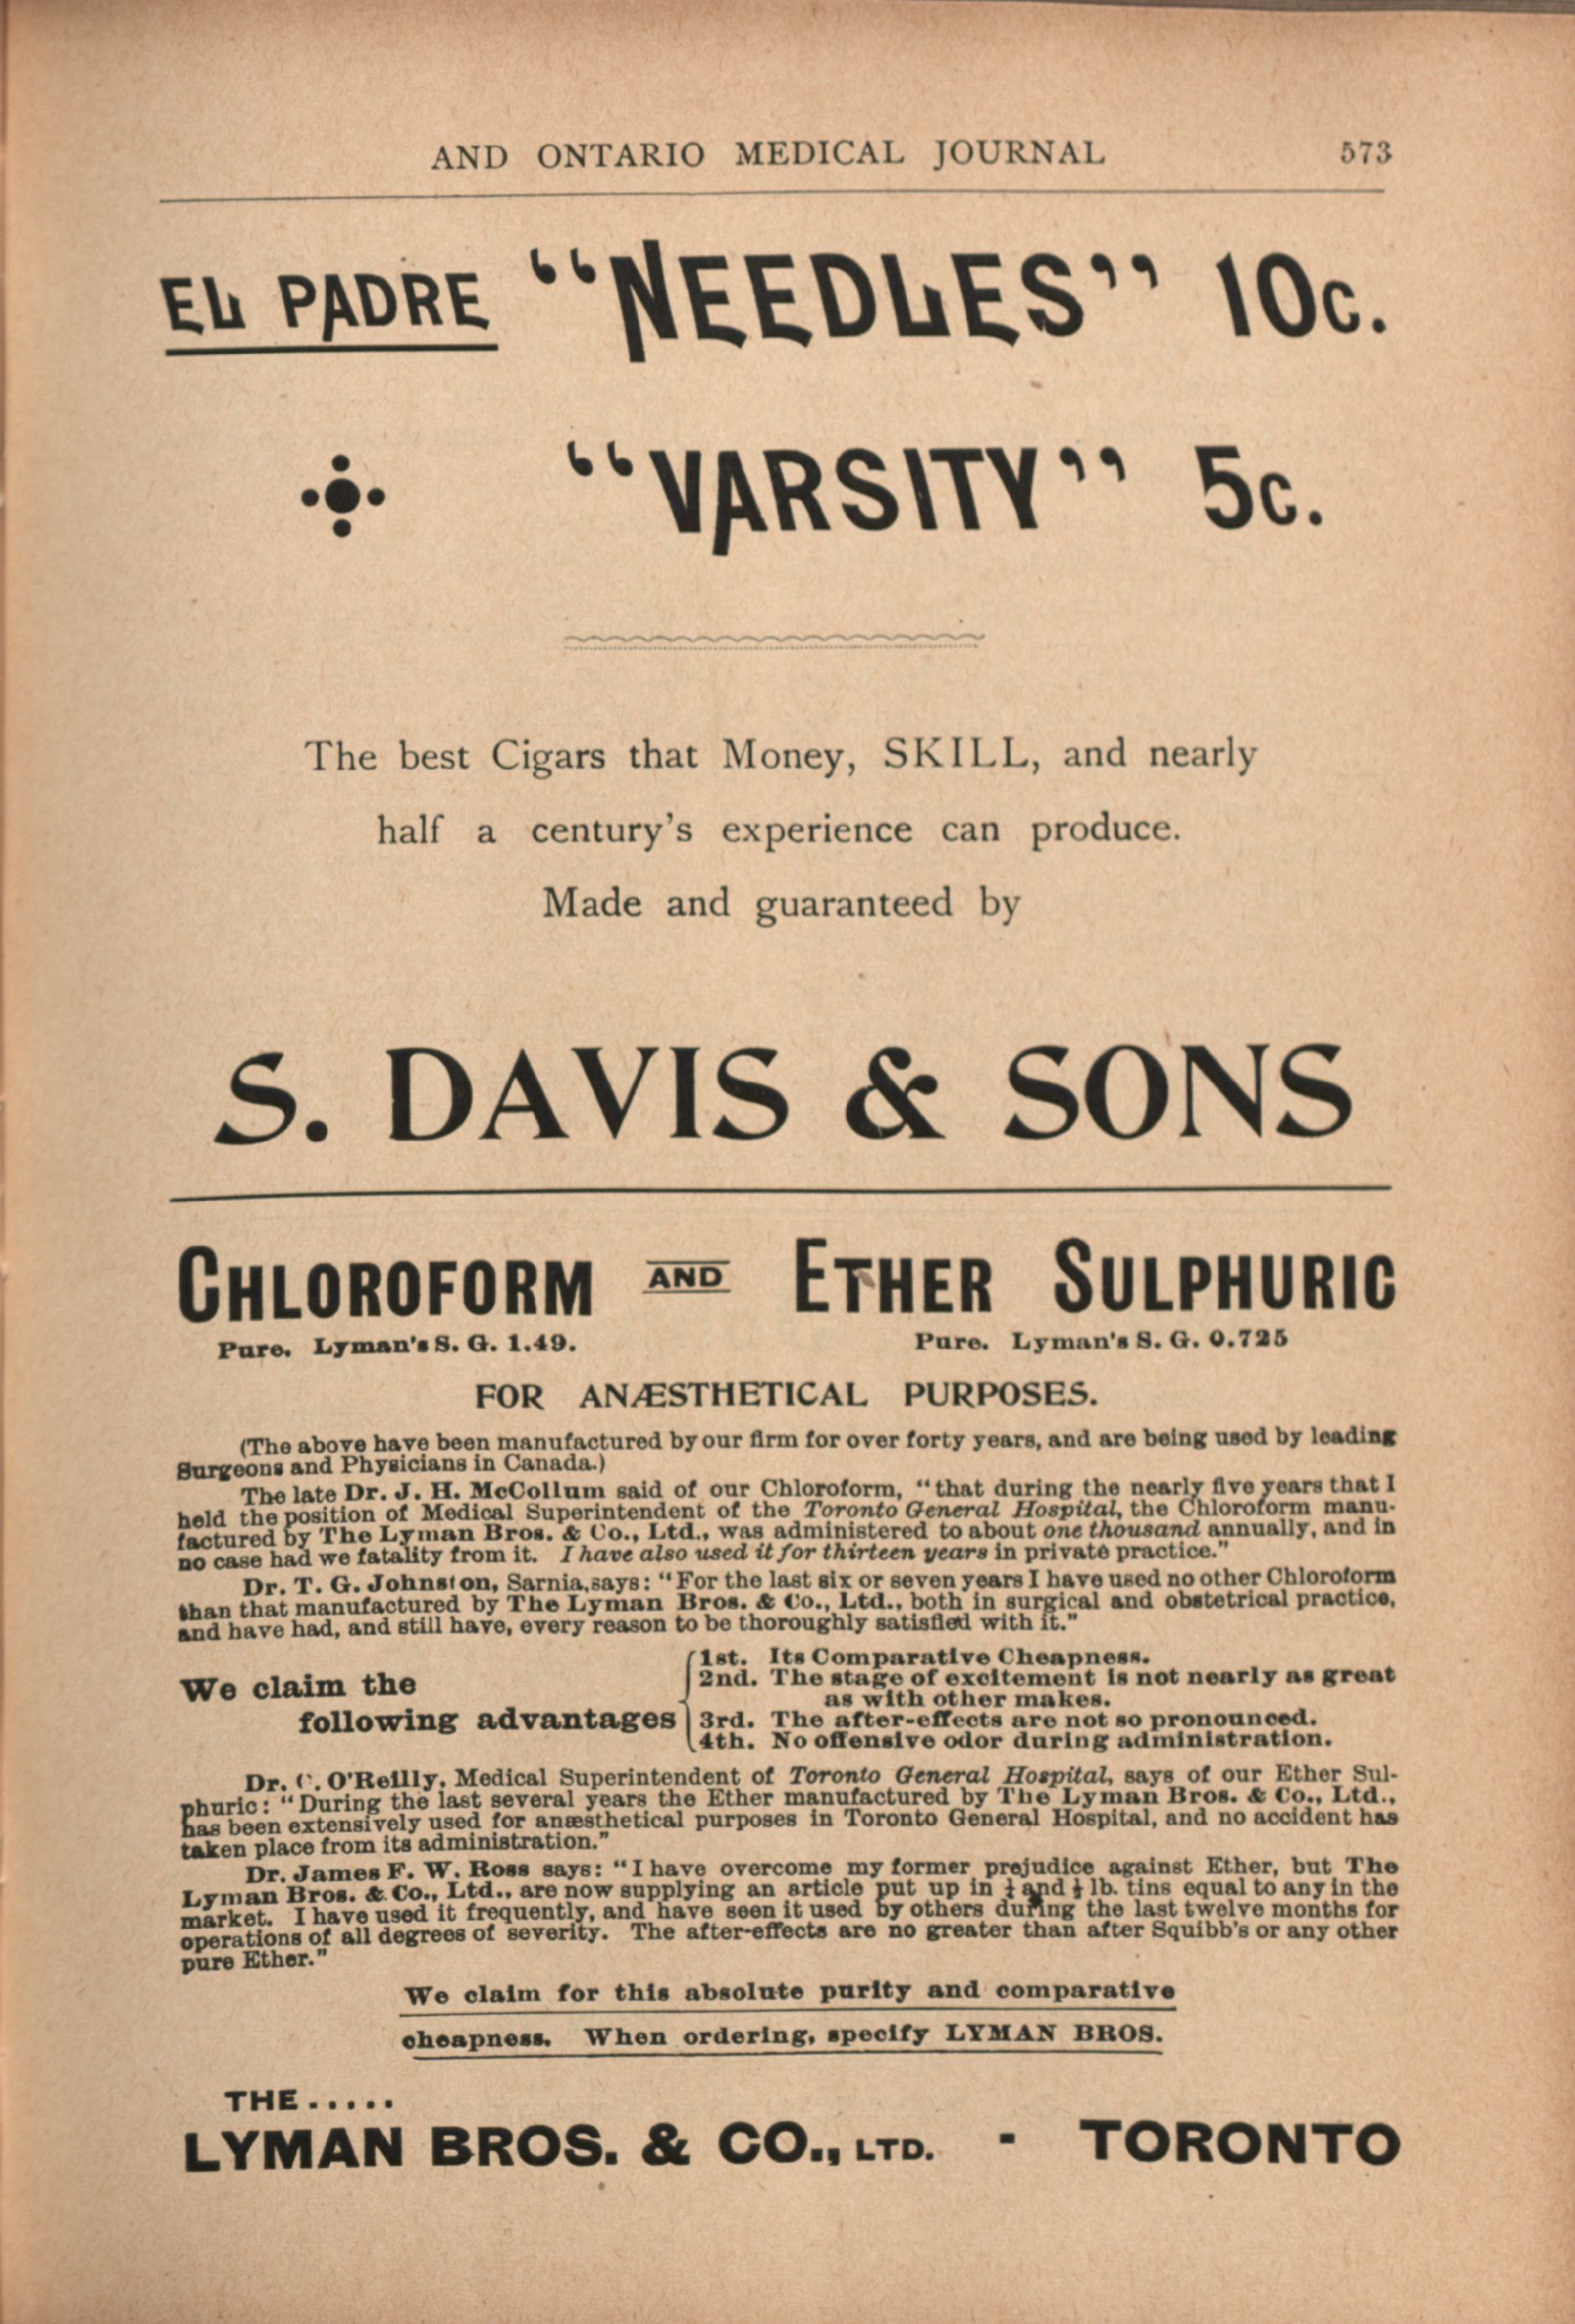 AND ONTARIO MEDICAL JOURNAL 573
EL PADRE "NEEDLES" 10c.
"VARSITY" 5c.
The best Cigars that Money, SKILL, and nearly
half a century's experience can produce.
Made and guaranteed by
S. DAVIS & SONS
CHLOROFORM AND ETHER SULPHURIC
Pure. Lyman's S. G. 1.49. Pure. Lyman's S. G. 0.725
FOR ANÆSTHETICAL PURPOSES.
(The above have been manufactured by our firm for over forty years, and are being used by leading
Surgeons and Physicians in Canada.)
The late Dr. J. H. McCollum said of our Chloroform, "that during the nearly five years that I
held the position of Medical Superintendent of the Toronto General Hospital, the Chloroform manu-
factured by The Lyman Bros. & Co., Ltd., was administered to about one thousand annually, and in
no case had we fatality from it. I have also used it for thirteen years in private practice."
Dr. T. G. Johnston, Sarnia, says: "For the last six or seven years I have used no other Chloroform
than that manufactured by The Lyman Bros. & Co., Ltd., both in surgical and obstetrical practice,
and have had, and still have, every reason to be thoroughly satisfied with it."
We claim the
following advantages
1st. Its Comparative Cheapness.
2nd. The stage of excitement is not nearly as great
as with other makes.
3rd. The after-effects are not so pronounced.
4th. No offensive odor during administration.
Dr. C. O'Reilly, Medical Superintendent of Toronto General Hospital, says of our Ether Sul-
phuric: "During the last several years the Ether manufactured by The Lyman Bros. & Co., Ltd.,
has been extensively used for anæsthetical purposes in Toronto General Hospital, and no accident has
taken place from its administration."
Dr. James F. W. Ross says: "I have overcome my former prejudice against Ether, but The
Lyman Bros. & Co., Ltd., are now supplying an article put up in and lb. tins equal to any in the
market. I have used it frequently, and have seen it used by others during the last twelve months for
operations of all degrees of severity. The after-effects are no greater than after Squibb's or any other
pure Ether."
We claim for this absolute purity and comparative
cheapness. When ordering, specify LYMAN BROS.
THE.....
LYMAN BROS. & CO., LTD. - TORONTO